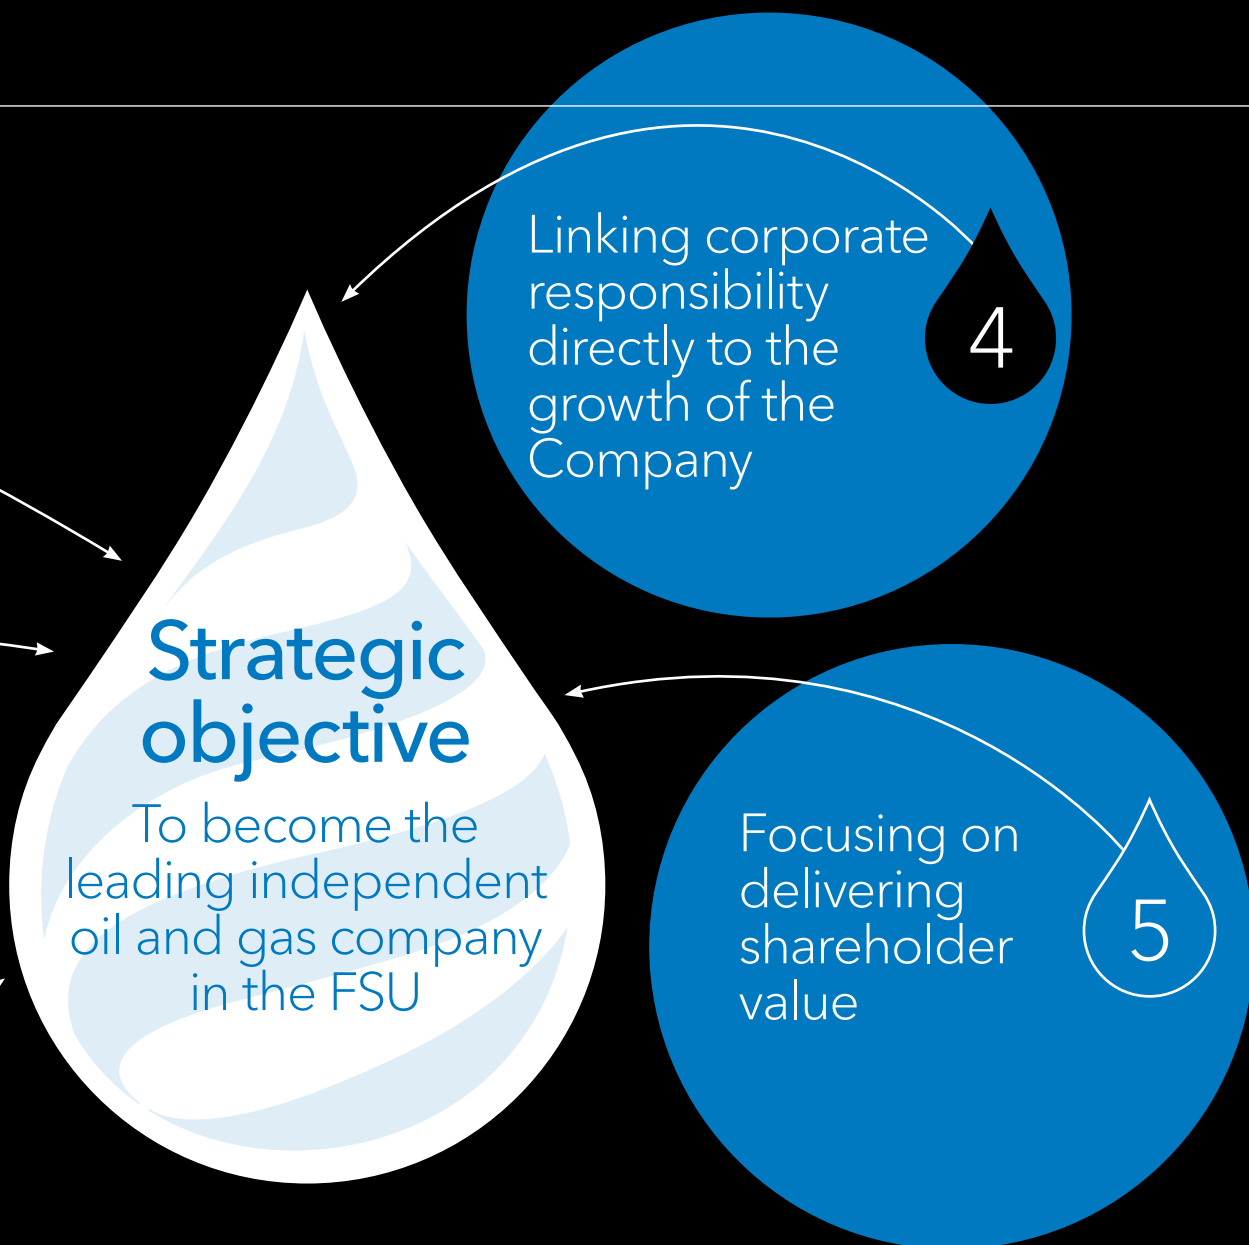 Linking corporate
responsibility
directly to the
growth of the
Company
4
Strategic
objective
To become the
leading independent
oil and gas company
in the FSU
Focusing on
delivering
shareholder
value
5